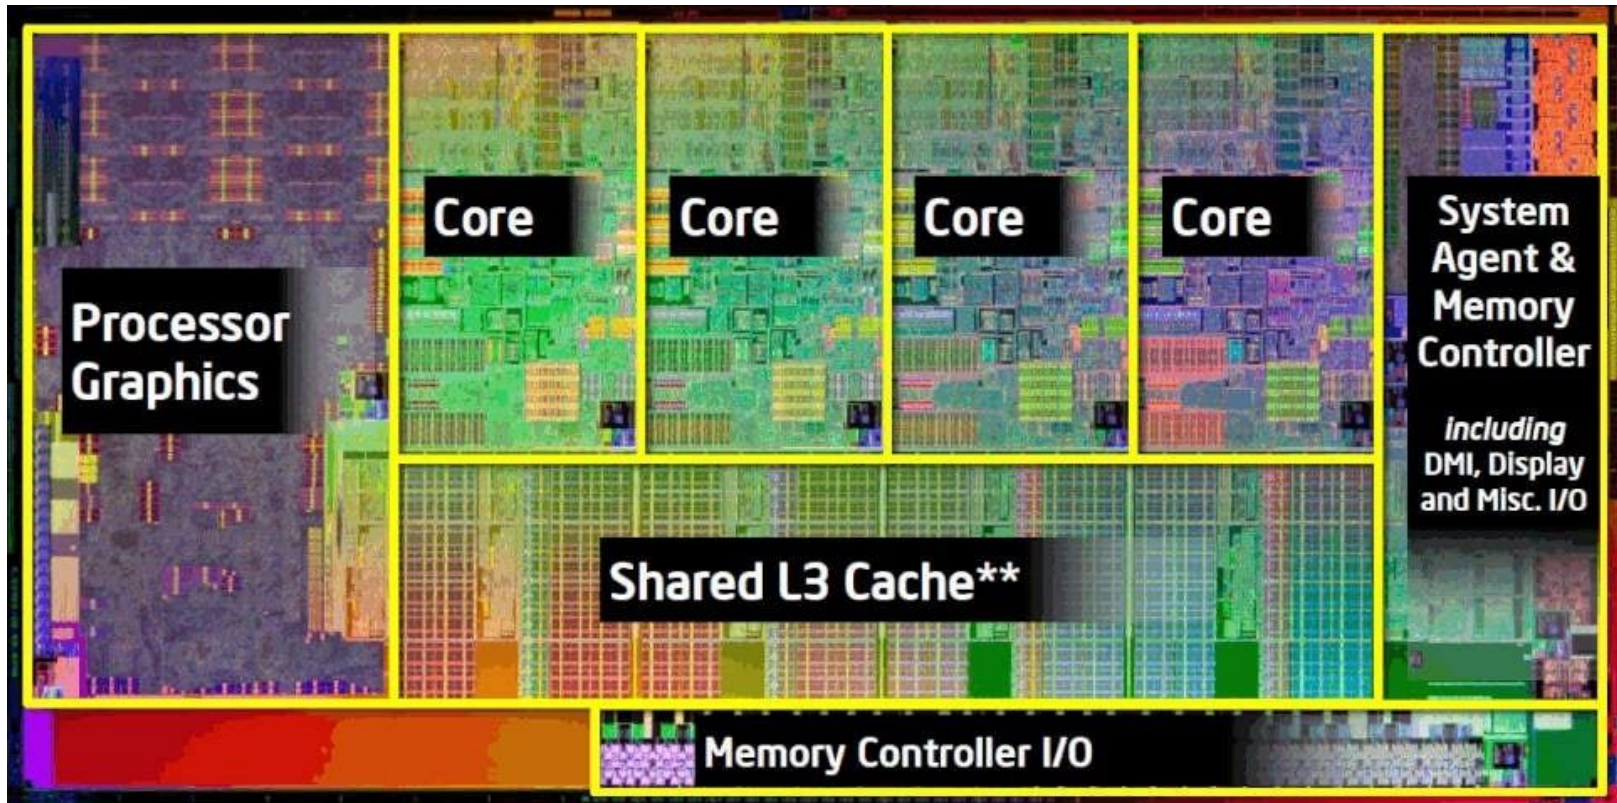 Processor
Graphics
Core
Core
Core
Core
System
Agent &
Memory
Controller
including
DMI, Display
and Misc. I/O
Shared L3 Cache**
Memory Controller I/O